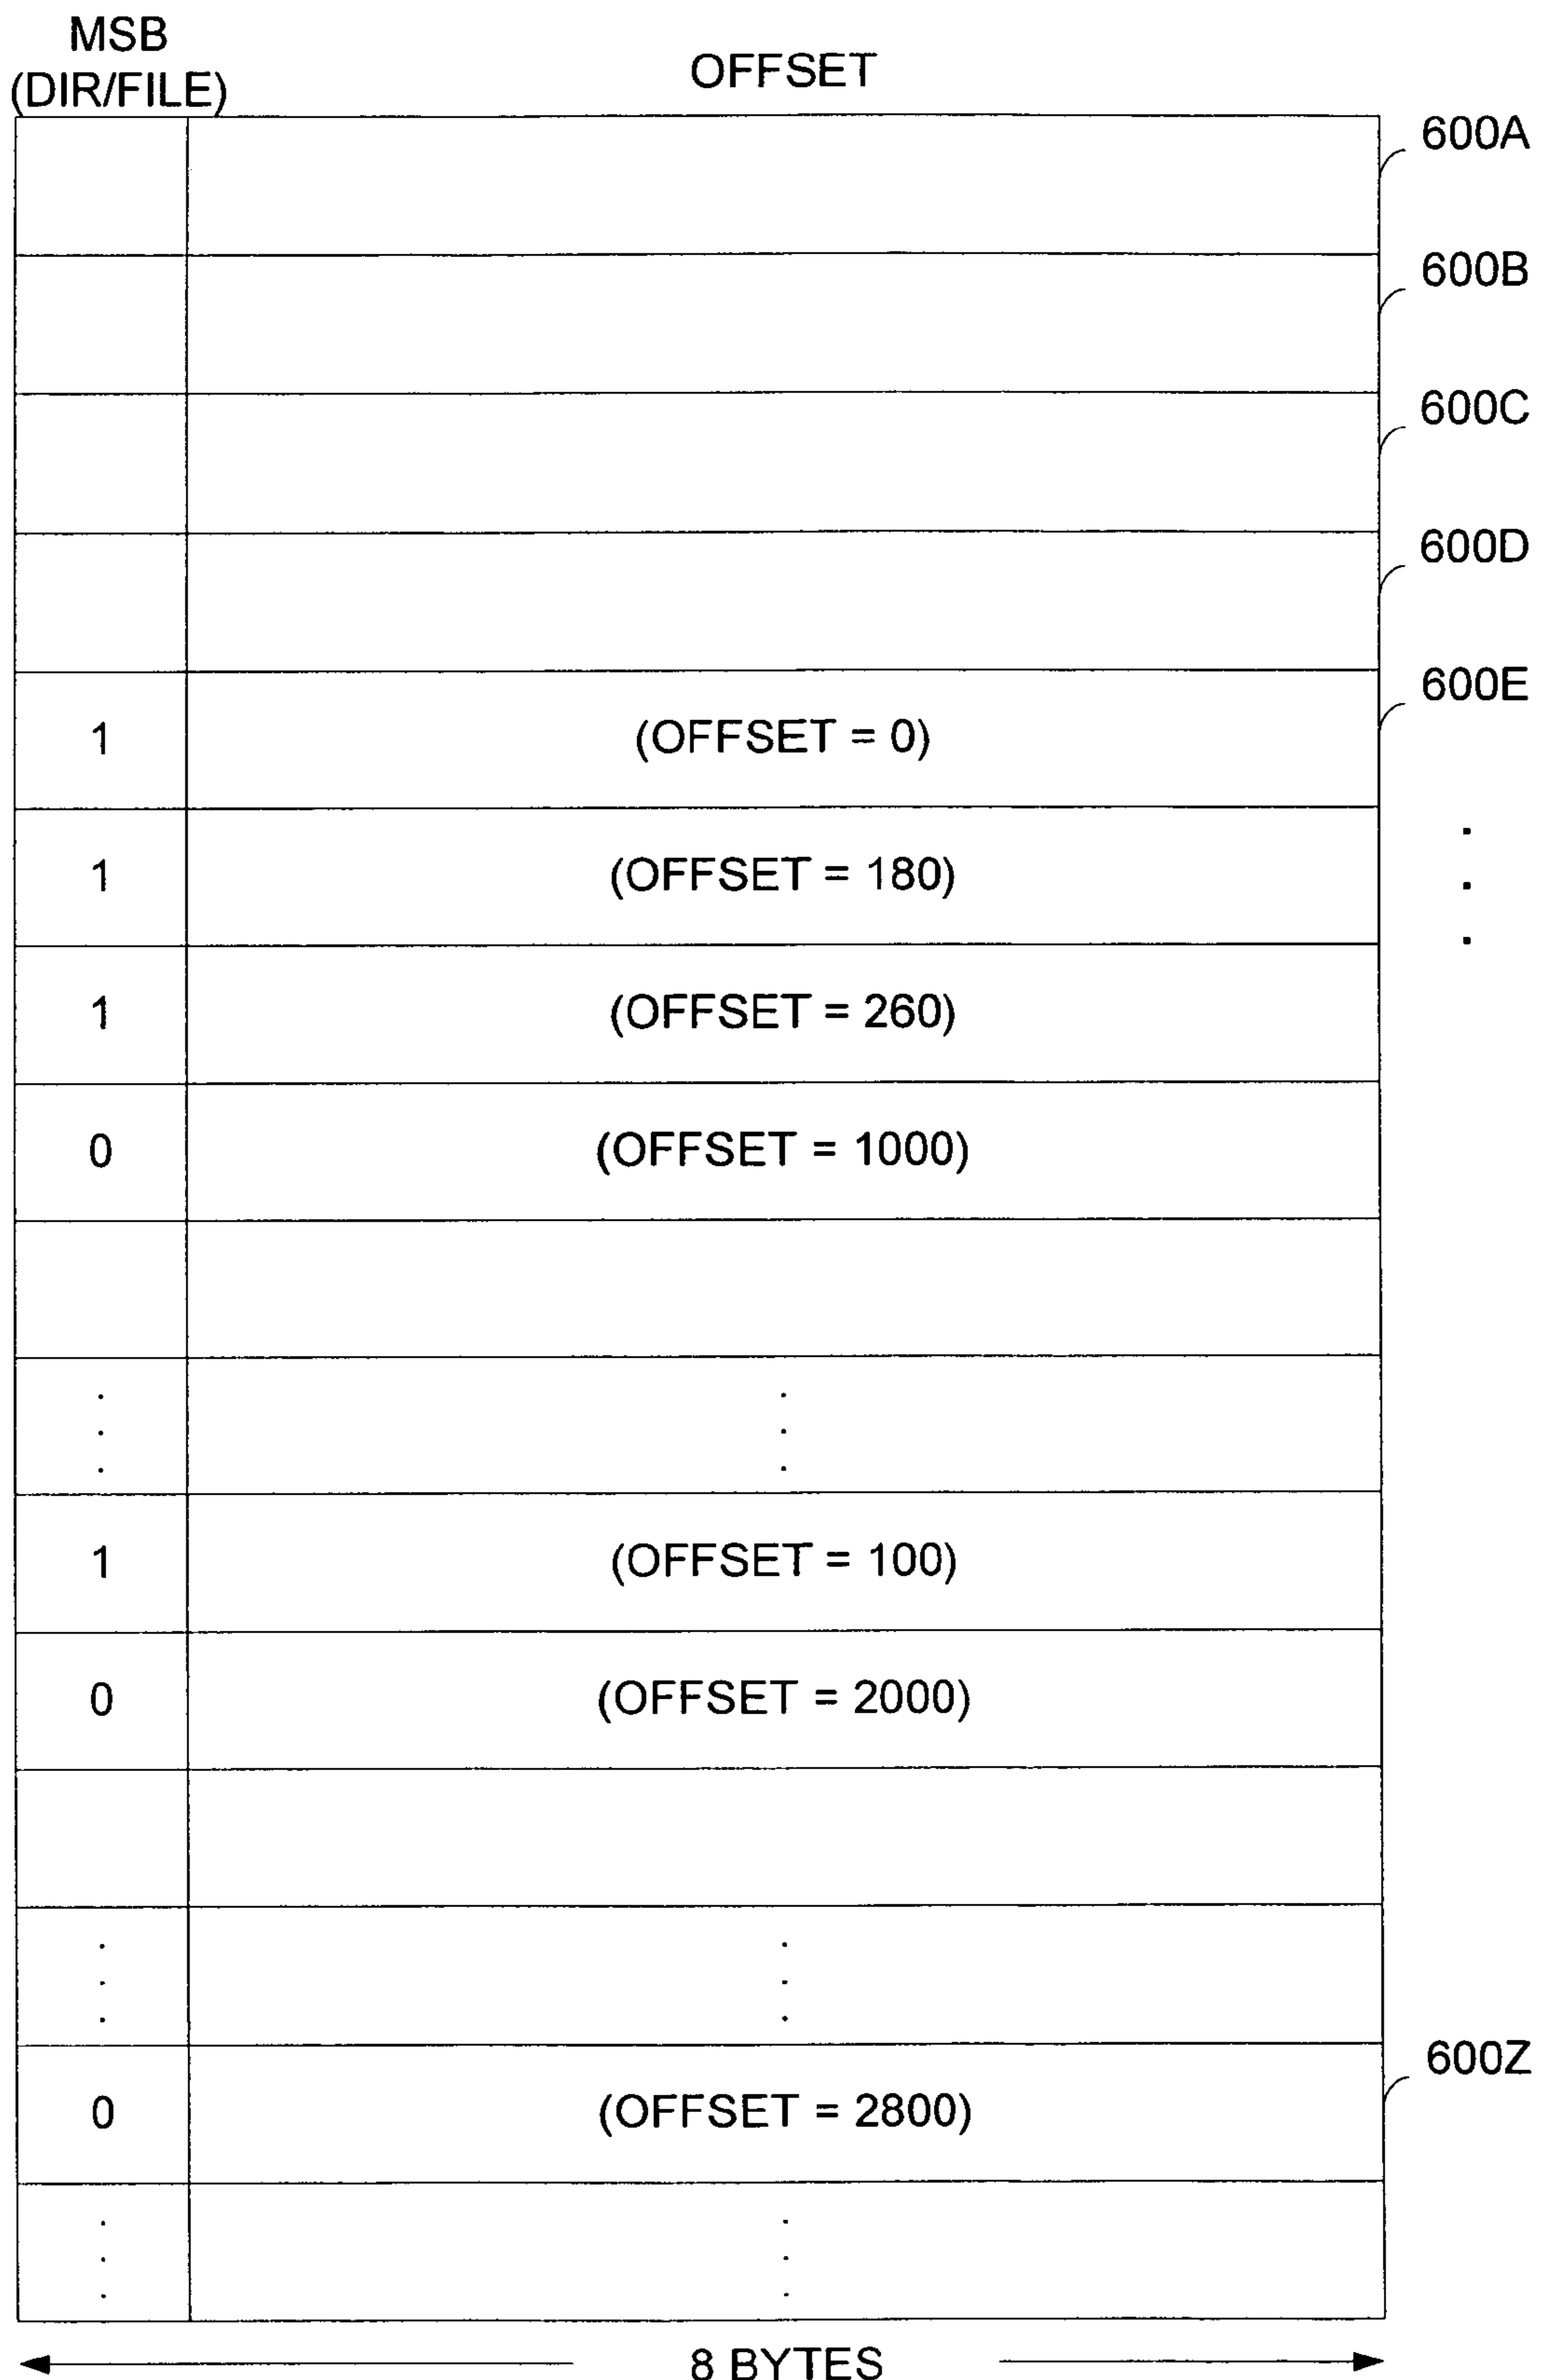 MSB
(DIR/FILE)
OFFSET
600A
600B
600C
600D
600E
1 (OFFSET = 0)
1 (OFFSET = 180)
1 (OFFSET = 260)
0 (OFFSET = 1000)
1 (OFFSET = 100)
0 (OFFSET = 2000)
600Z
0 (OFFSET = 2800)
8 BYTES